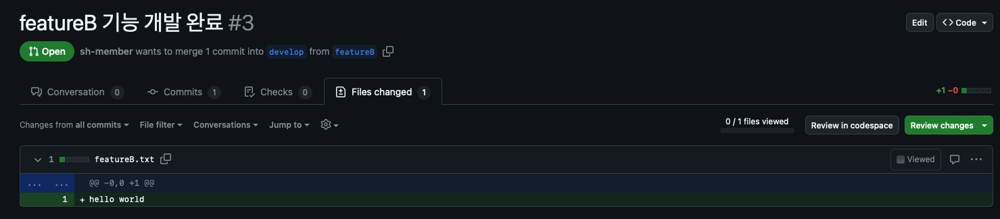 featureB 기능 개발 완료 #3
Edit
<> Code
Open
sh-member wants to merge 1 commit into develop from featureB
Conversation 0
Commits 1
Checks 0
Files changed 1
+1 −0
Changes from all commits
File filter
Conversations
Jump to
0 / 1 files viewed
Review in codespace
Review changes
1
featureB.txt
Viewed
...
... ...
@@ -0,0 +1 @@
1 + hello world